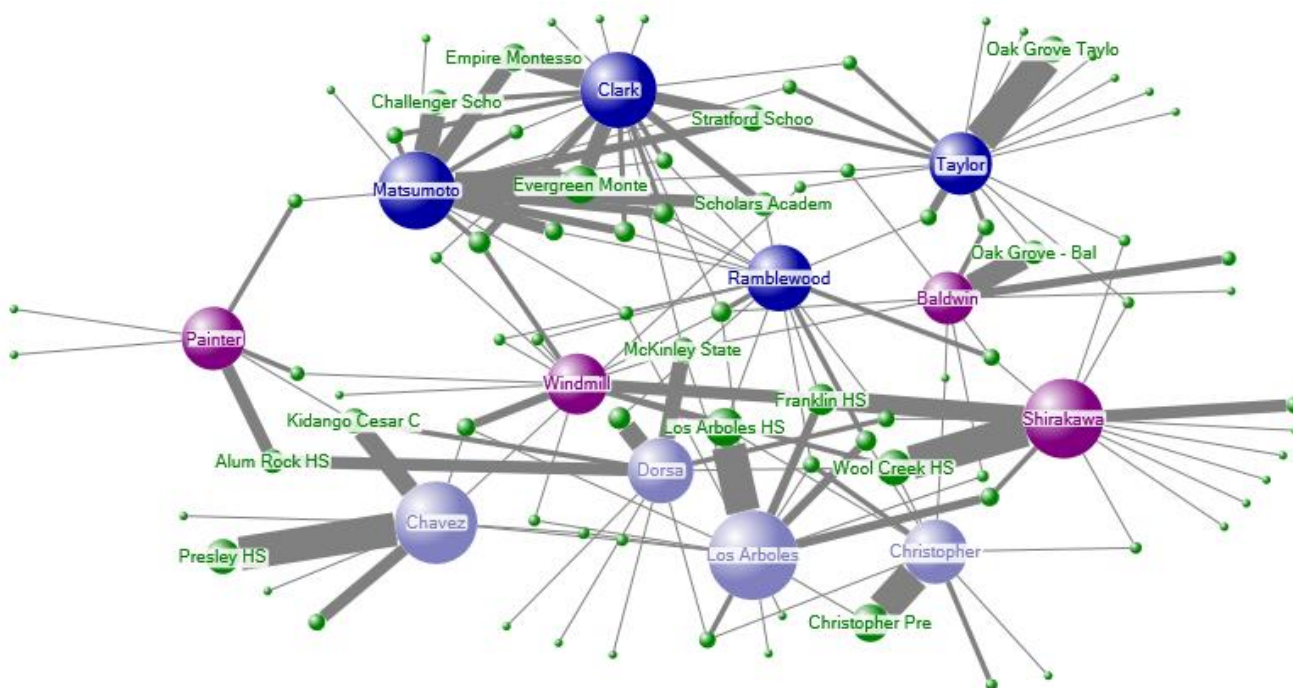 Oak Grove Taylo
Empire Montesso
Clark
Challenger Scho
Stratford Schoo
Taylor
Matsumoto
Evergreen Monte
Scholars Academ
Oak Grove - Bal
Ramblewood
Baldwin
Painter
McKinley State
Windmill
Franklin HS
Kidango Cesar C
Los Arboles HS
Shirakawa
Alum Rock HS
Dorsa
Wool Creek HS
Chavez
Presley HS
Los Arboles
Christopher
Christopher Pre